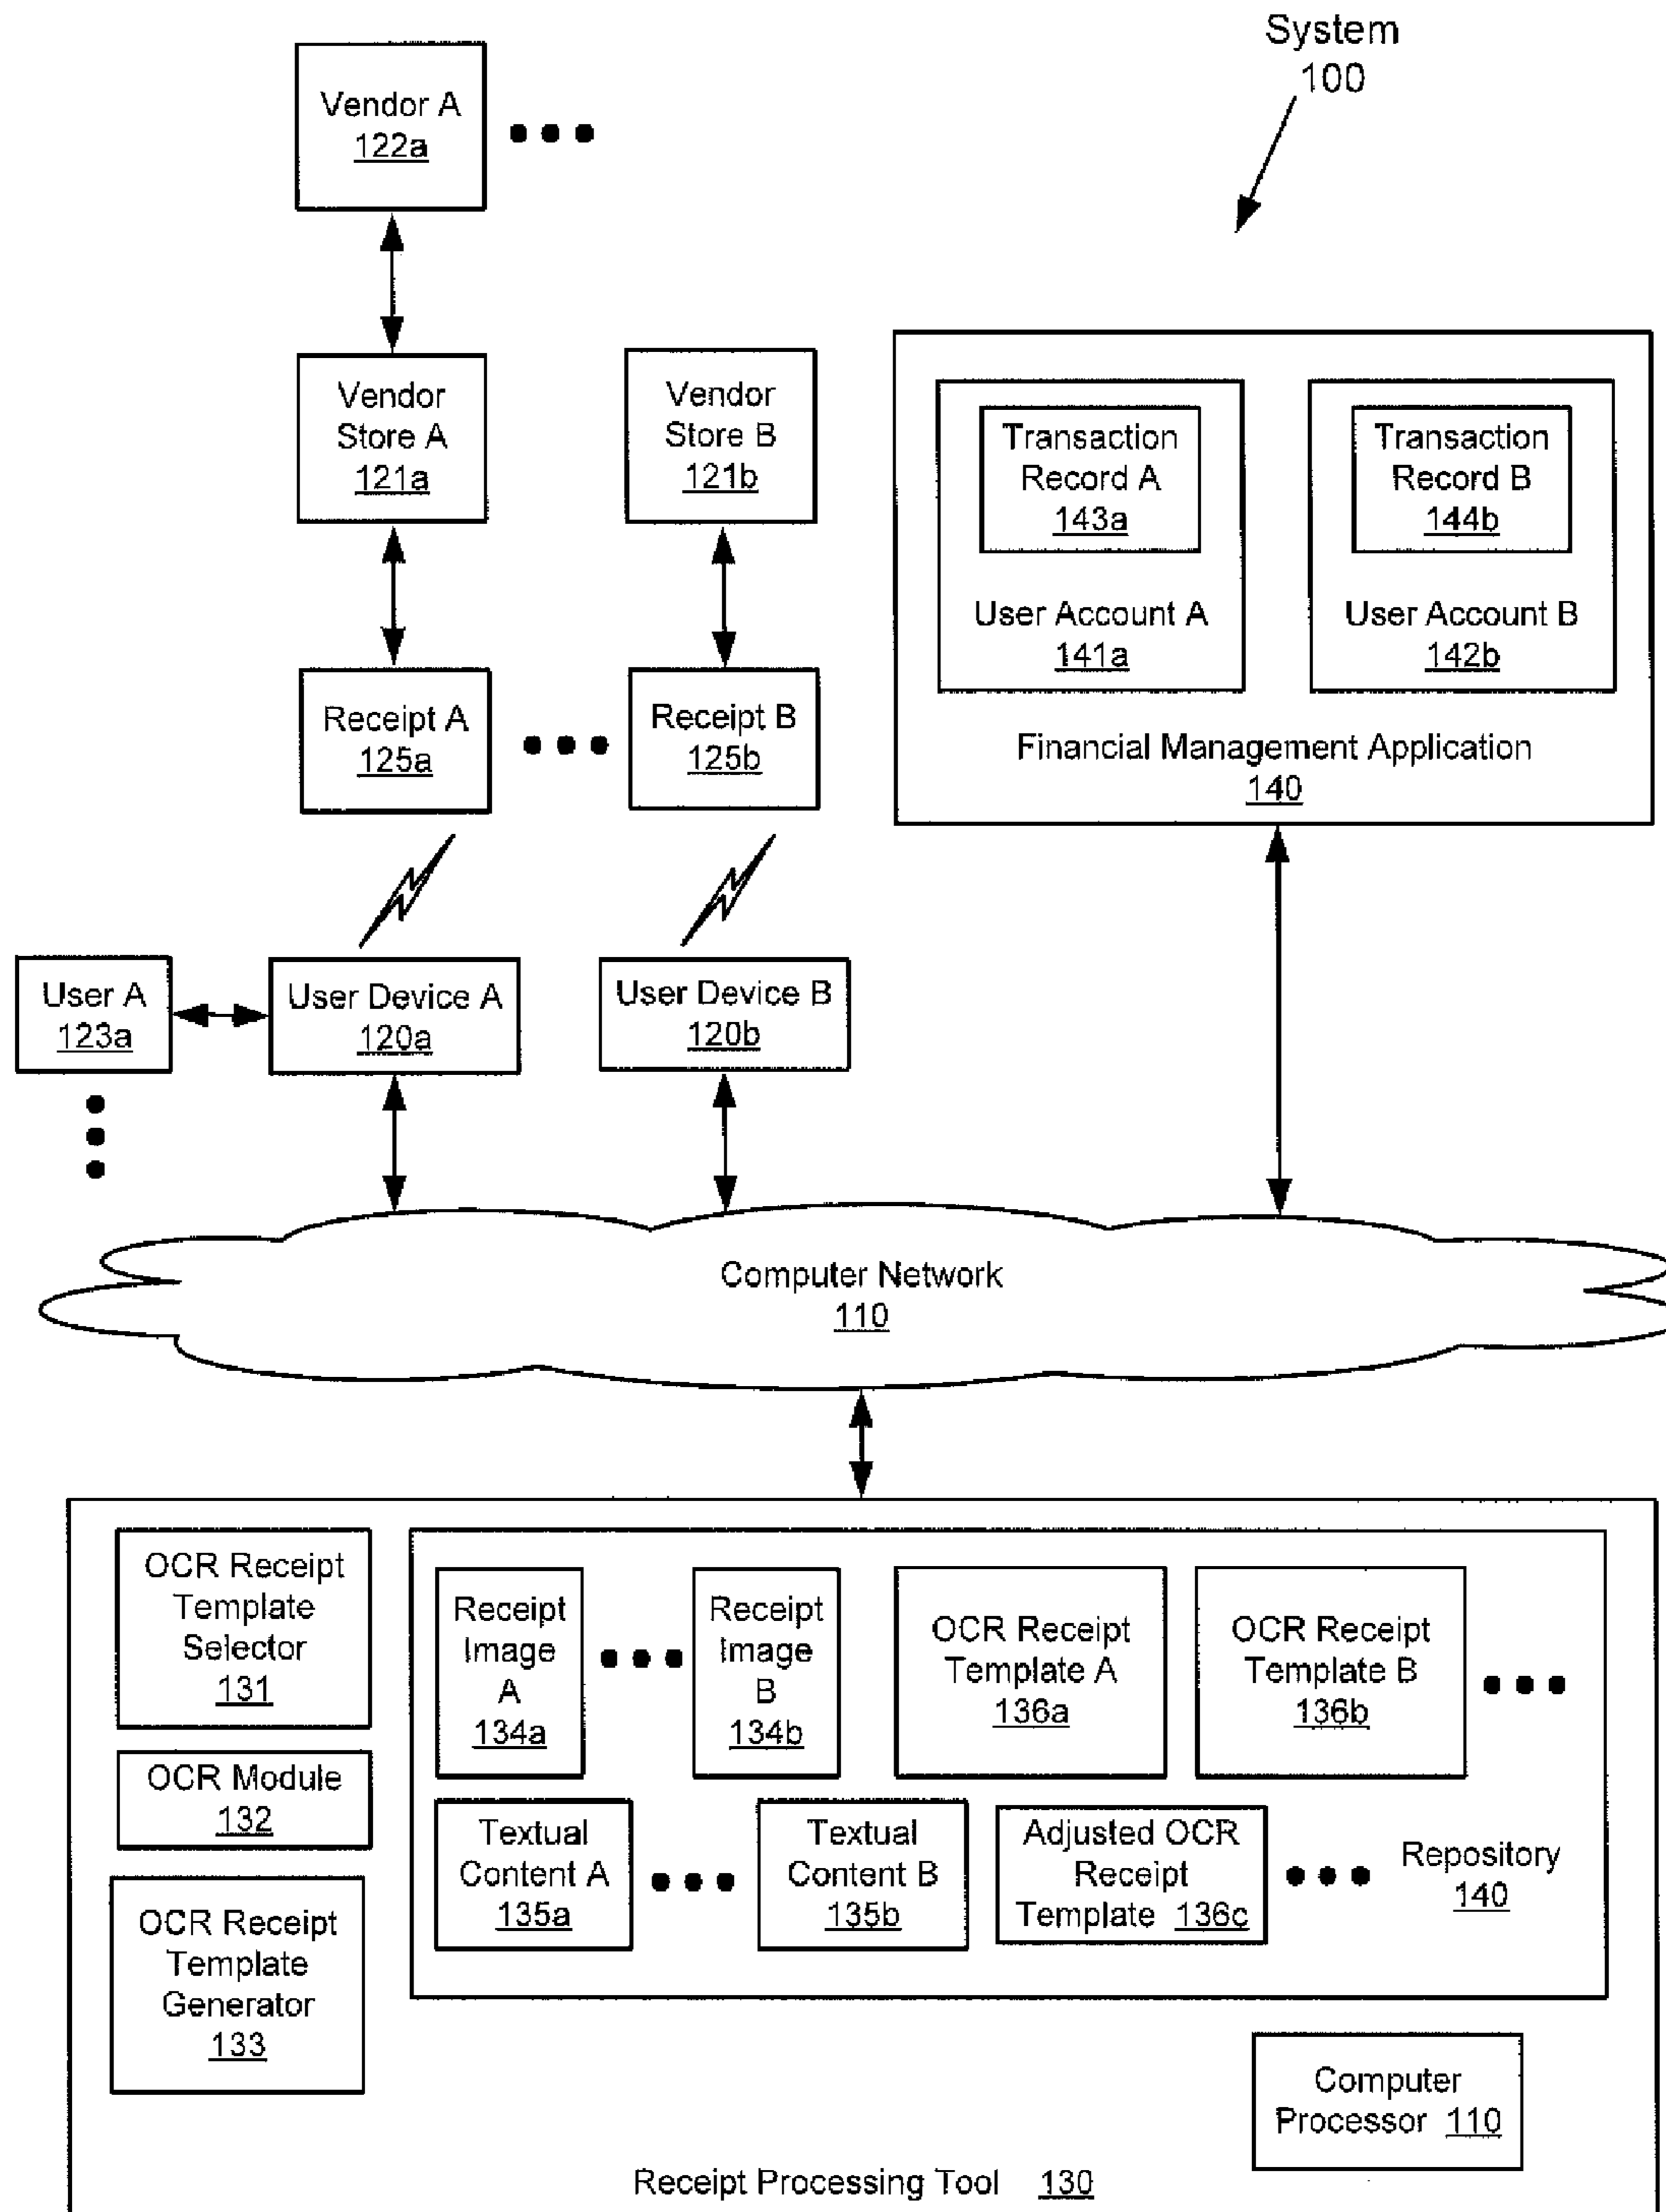 System
100
Vendor A
122a
Vendor
Store A
121a
Vendor
Store B
121b
Transaction
Record A
143a
Transaction
Record B
144b
User Account A
141a
User Account B
142b
Receipt A
125a
Receipt B
125b
Financial Management Application
140
User A
123a
User Device A
120a
User Device B
120b
Computer Network
110
OCR Receipt
Template
Selector
131
OCR Module
132
OCR Receipt
Template
Generator
133
Receipt
Image
A
134a
Receipt
Image
B
134b
OCR Receipt
Template A
136a
OCR Receipt
Template B
136b
Textual
Content A
135a
Textual
Content B
135b
Adjusted OCR
Receipt
Template 136c
Repository
140
Computer
Processor 110
Receipt Processing Tool 130